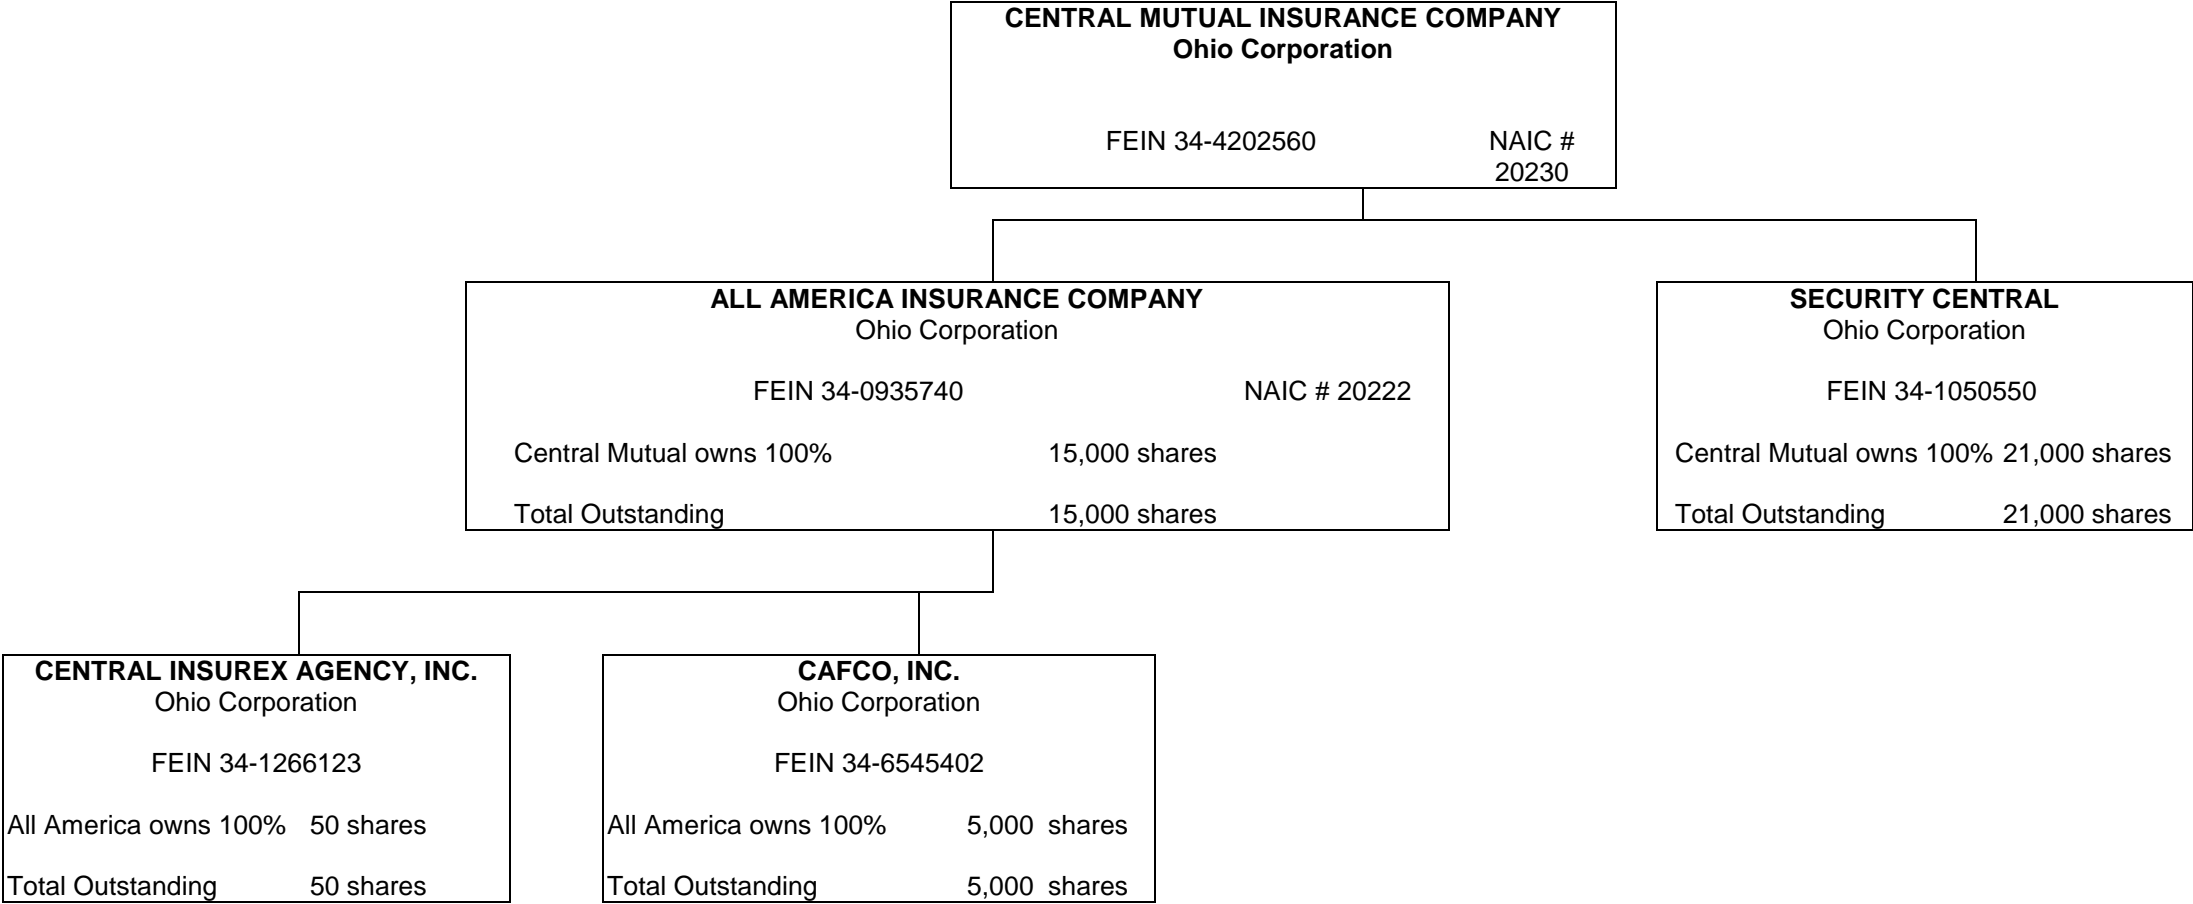 CENTRAL MUTUAL INSURANCE COMPANY
Ohio Corporation
FEIN 34-4202560 NAIC #
20230
ALL AMERICA INSURANCE COMPANY
Ohio Corporation
FEIN 34-0935740 NAIC # 20222
Central Mutual owns 100% 15,000 shares
Total Outstanding 15,000 shares
SECURITY CENTRAL
Ohio Corporation
FEIN 34-1050550
Central Mutual owns 100% 21,000 shares
Total Outstanding 21,000 shares
CENTRAL INSUREX AGENCY, INC.
Ohio Corporation
FEIN 34-1266123
All America owns 100% 50 shares
Total Outstanding 50 shares
CAFCO, INC.
Ohio Corporation
FEIN 34-6545402
All America owns 100% 5,000 shares
Total Outstanding 5,000 shares